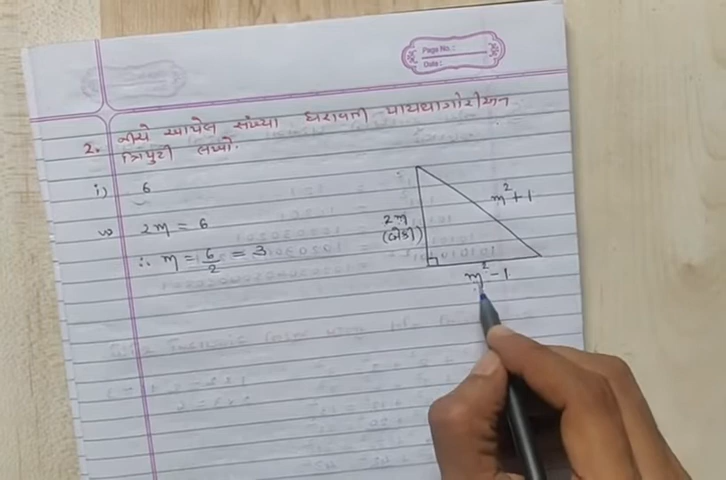 Page No.:
Date:
2. નીચે આપેલ સંખ્યા ધરાવતી પાયથાગોરીઅન
ત્રિપુટી લખો.
i) 6
2m = 6
∴ m = 6/2 = 3
2m
(બેકી)
m² + 1
m² - 1